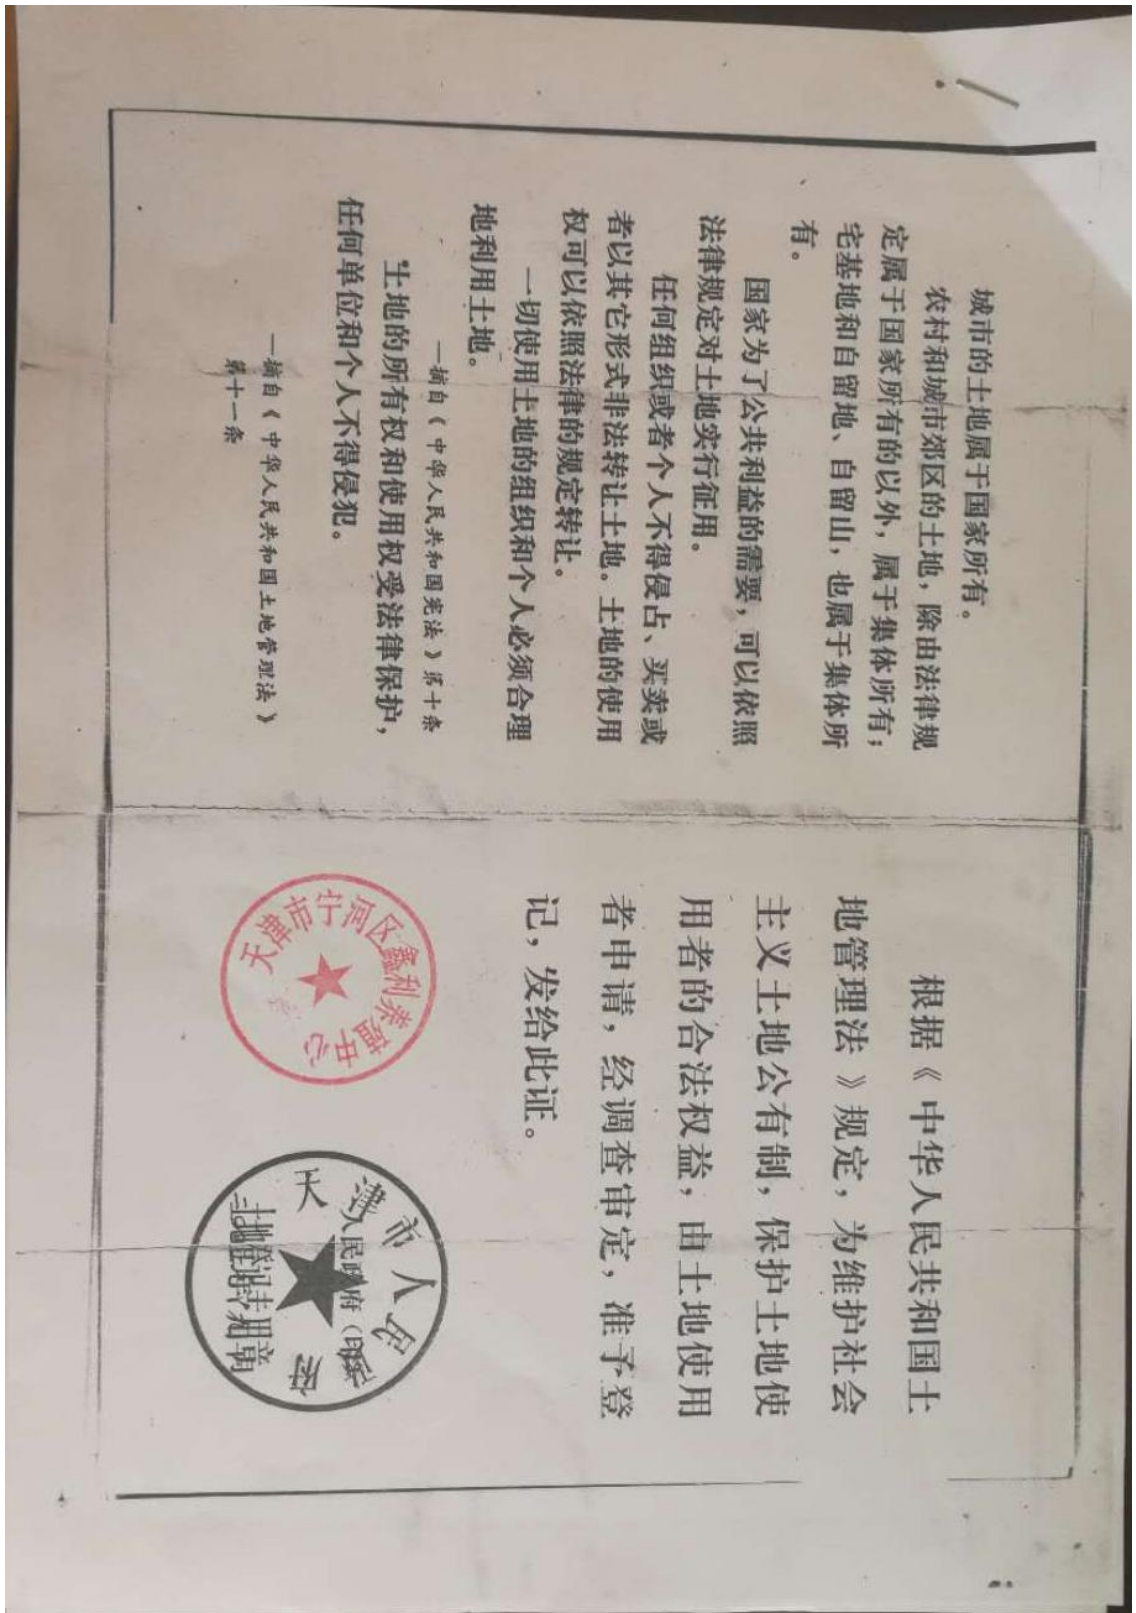 城市的土地属于国家所有。
农村和城市郊区的土地，除由法律规
定属于国家所有的以外，属于集体所有；
宅基地和自留地、自留山，也属于集体所
有。
国家为了公共利益的需要，可以依照
法律规定对土地实行征用。
任何组织或者个人不得侵占、买卖或
者以其它形式非法转让土地。土地的使用
权可以依照法律的规定转让。
一切使用土地的组织和个人必须合理
地利用土地。
—摘自《中华人民共和国宪法》第十条
土地的所有权和使用权受法律保护，
任何单位和个人不得侵犯。
—摘自《中华人民共和国土地管理法》
第十一条
根据《中华人民共和国土
地管理法》规定，为维护社会
主义土地公有制，保护土地使
用者的合法权益，由土地使用
者申请，经调查审定，准予登
记，发给此证。
天津市宁河区鑫利养殖中心
天津市人民政府
人民政府（印章）
土地登记专用章